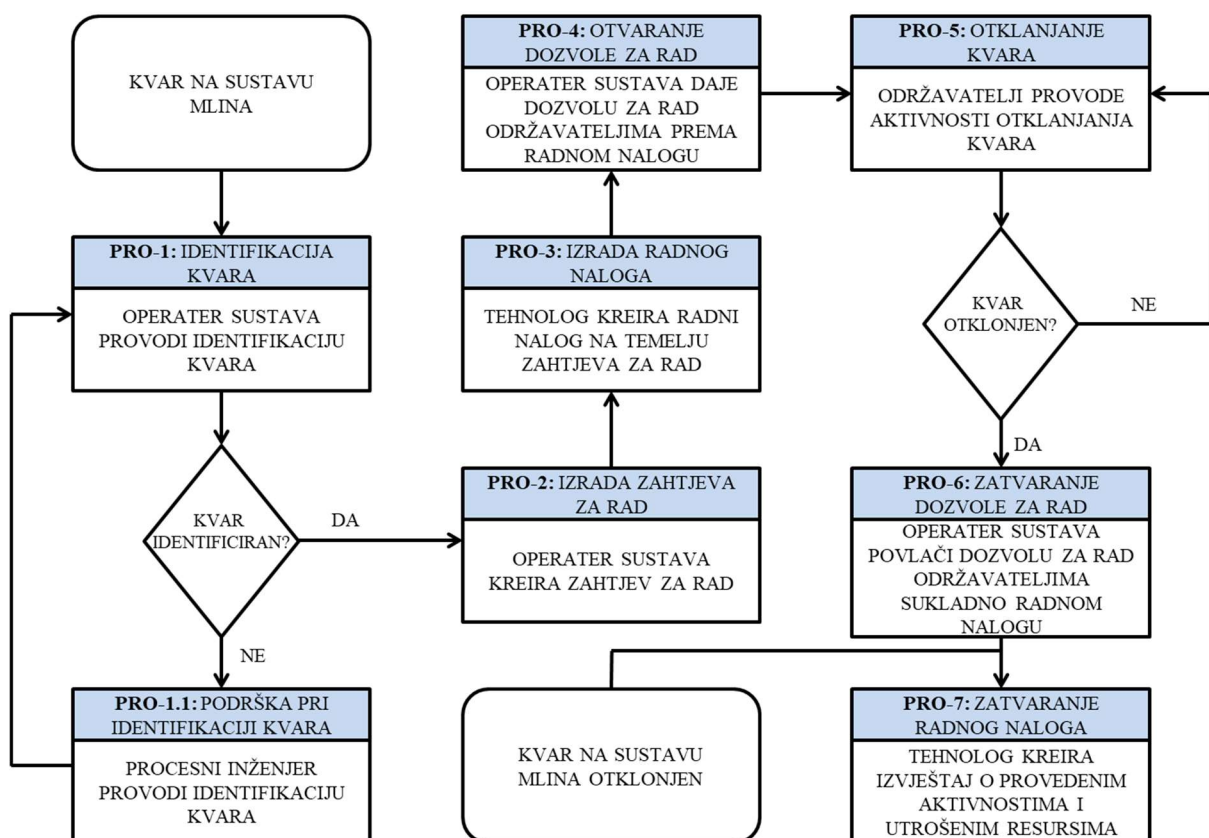 KVAR NA SUSTAVU
MLINA
PRO-1: IDENTIFIKACIJA
KVARA
OPERATER SUSTAVA
PROVODI IDENTIFIKACIJU
KVARA
KVAR
IDENTIFICIRAN?
DA
NE
PRO-1.1: PODRŠKA PRI
IDENTIFIKACIJI KVARA
PROCESNI INŽENJER
PROVODI IDENTIFIKACIJU
KVARA
PRO-2: IZRADA ZAHTJEVA
ZA RAD
OPERATER SUSTAVA
KREIRA ZAHTJEV ZA RAD
PRO-3: IZRADA RADNOG
NALOGA
TEHNOLOG KREIRA RADNI
NALOG NA TEMELJU
ZAHTJEVA ZA RAD
PRO-4: OTVARANJE
DOZVOLE ZA RAD
OPERATER SUSTAVA DAJE
DOZVOLU ZA RAD
ODRŽAVATELJIMA PREMA
RADNOM NALOGU
PRO-5: OTKLANJANJE
KVARA
ODRŽAVATELJI PROVODE
AKTIVNOSTI OTKLANJANJA
KVARA
KVAR
OTKLONJEN?
NE
DA
PRO-6: ZATVARANJE
DOZVOLE ZA RAD
OPERATER SUSTAVA
POVLAČI DOZVOLU ZA RAD
ODRŽAVATELJIMA
SUKLADNO RADNOM
NALOGU
PRO-7: ZATVARANJE
RADNOG NALOGA
TEHNOLOG KREIRA
IZVJEŠTAJ O PROVEDENIM
AKTIVNOSTIMA I
UTROŠENIM RESURSIMA
KVAR NA SUSTAVU
MLINA OTKLONJEN